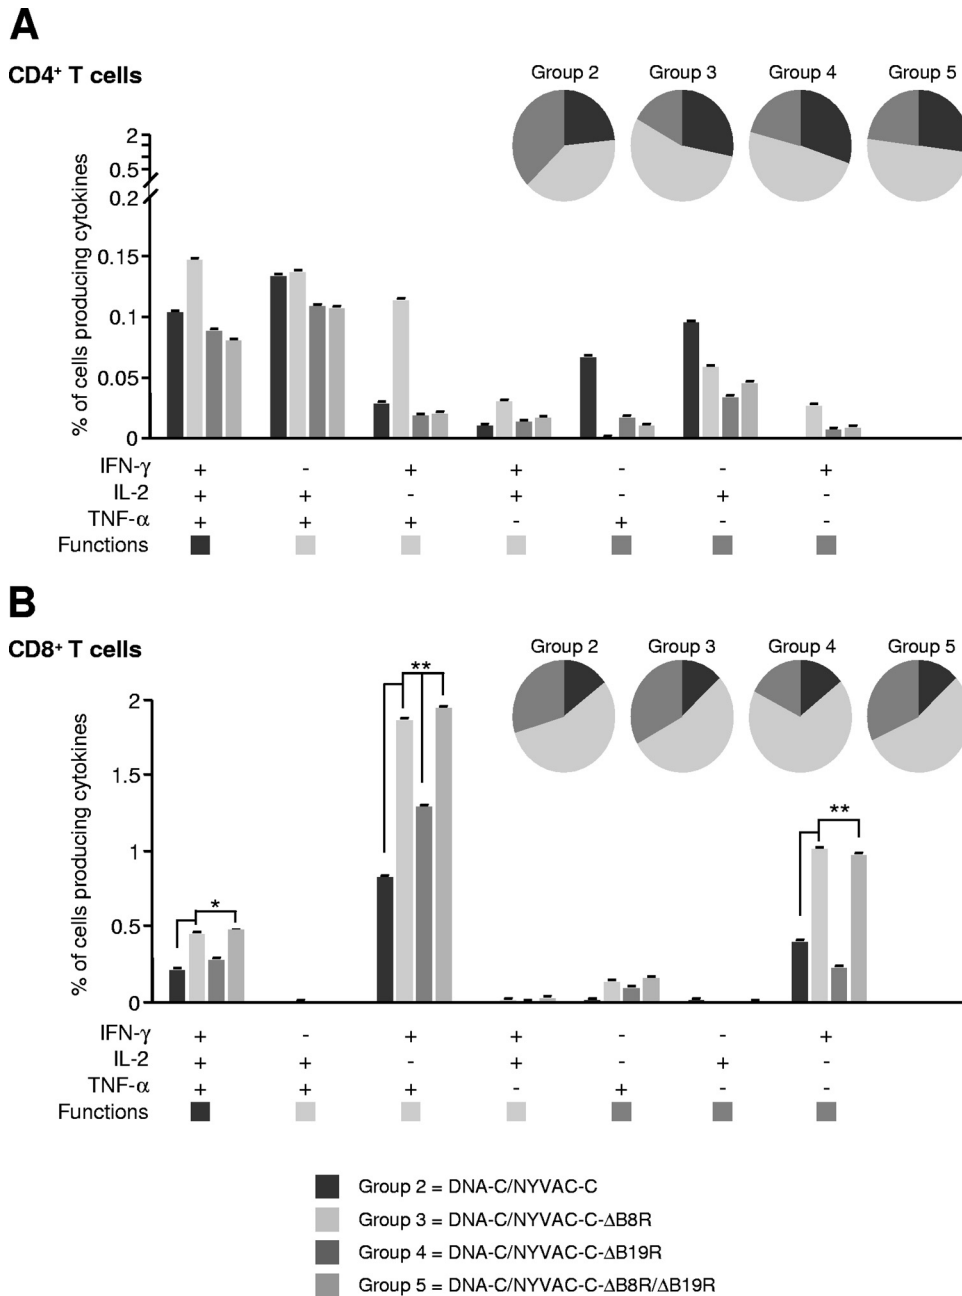 A
CD4+ T cells
Group 2 Group 3 Group 4 Group 5
% of cells producing cytokines
2
0.5
0.2
0.15
0.1
0.05
0
IFN-γ + - + + - - +
IL-2 + + - + - + -
TNF-α + + + - + - -
Functions
B
CD8+ T cells
Group 2 Group 3 Group 4 Group 5
% of cells producing cytokines
2
1.5
1
0.5
0
*
**
**
IFN-γ + - + + - - +
IL-2 + + - + - + -
TNF-α + + + - + - -
Functions
Group 2 = DNA-C/NYVAC-C
Group 3 = DNA-C/NYVAC-C-ΔB8R
Group 4 = DNA-C/NYVAC-C-ΔB19R
Group 5 = DNA-C/NYVAC-C-ΔB8R/ΔB19R